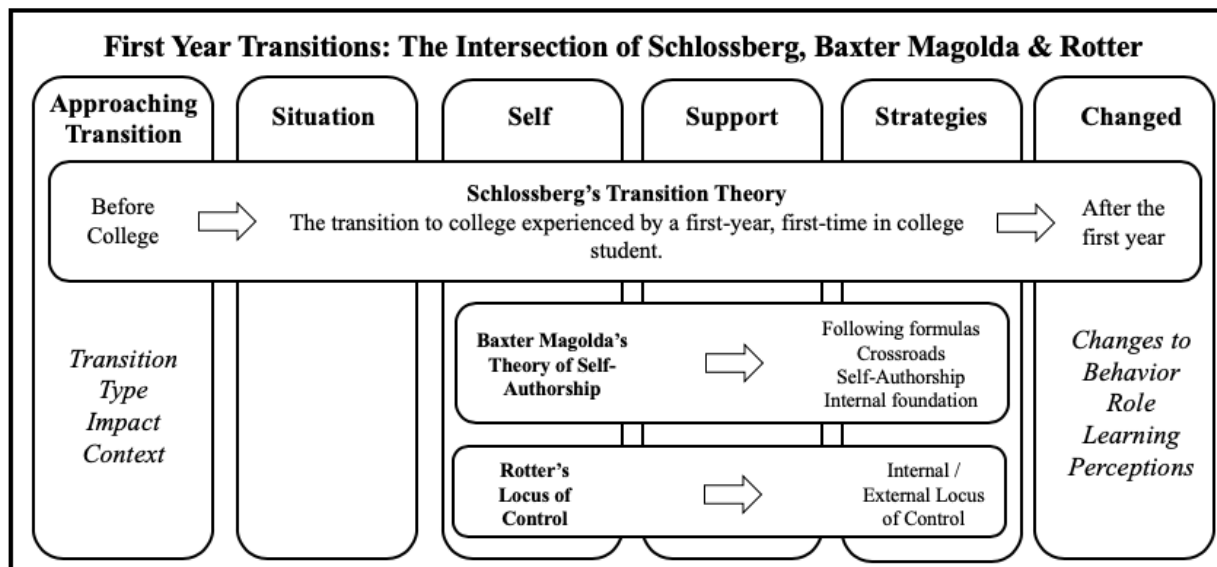 First Year Transitions: The Intersection of Schlossberg, Baxter Magolda & Rotter
Approaching
Transition
Situation
Self
Support
Strategies
Changed
Before
College
Schlossberg's Transition Theory
The transition to college experienced by a first-year, first-time in college
student.
After the
first year
Transition
Type
Impact
Context
Baxter Magolda's
Theory of Self-
Authorship
Following formulas
Crossroads
Self-Authorship
Internal foundation
Changes to
Behavior
Role
Learning
Perceptions
Rotter's
Locus of
Control
Internal /
External Locus
of Control